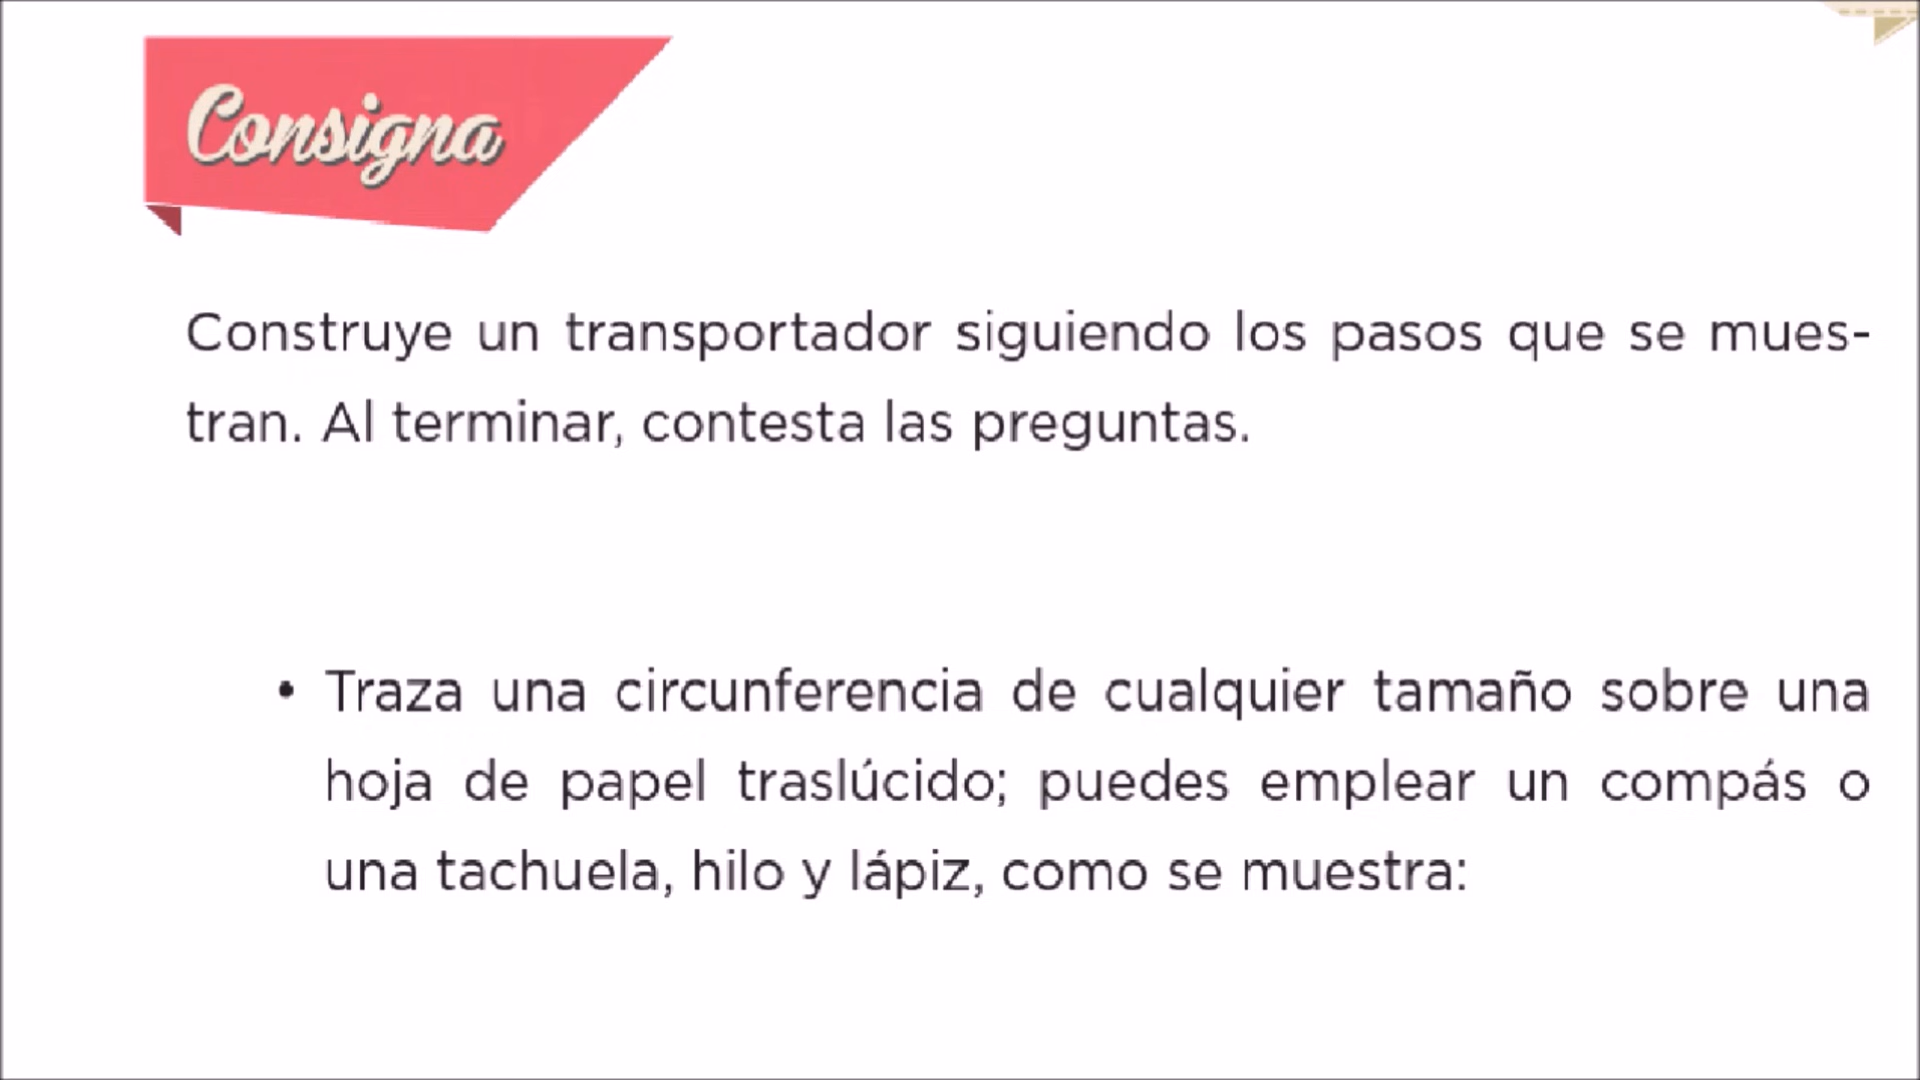 Consigna
Construye un transportador siguiendo los pasos que se mues-
tran. Al terminar, contesta las preguntas.
• Traza una circunferencia de cualquier tamaño sobre una
hoja de papel traslúcido; puedes emplear un compás o
una tachuela, hilo y lápiz, como se muestra: